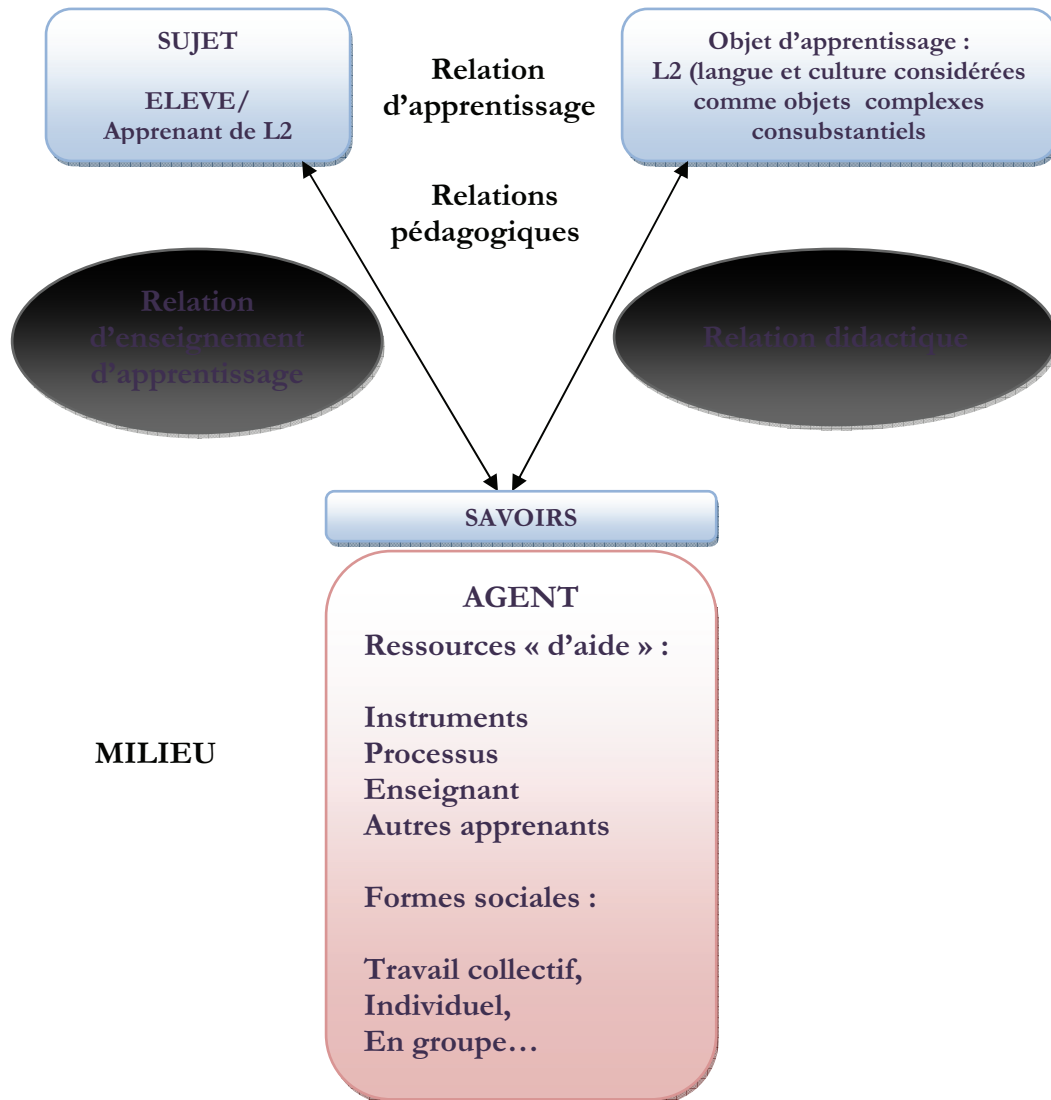 SUJET
ELEVE/
Apprenant de L2
Relation
d’apprentissage
Objet d’apprentissage :
L2 (langue et culture considérées
comme objets complexes
consubstantiels
Relations
pédagogiques
Relation
d’enseignement
d’apprentissage
Relation didactique
SAVOIRS
AGENT
Ressources « d’aide » :
Instruments
Processus
Enseignant
Autres apprenants
Formes sociales :
Travail collectif,
Individuel,
En groupe…
MILIEU